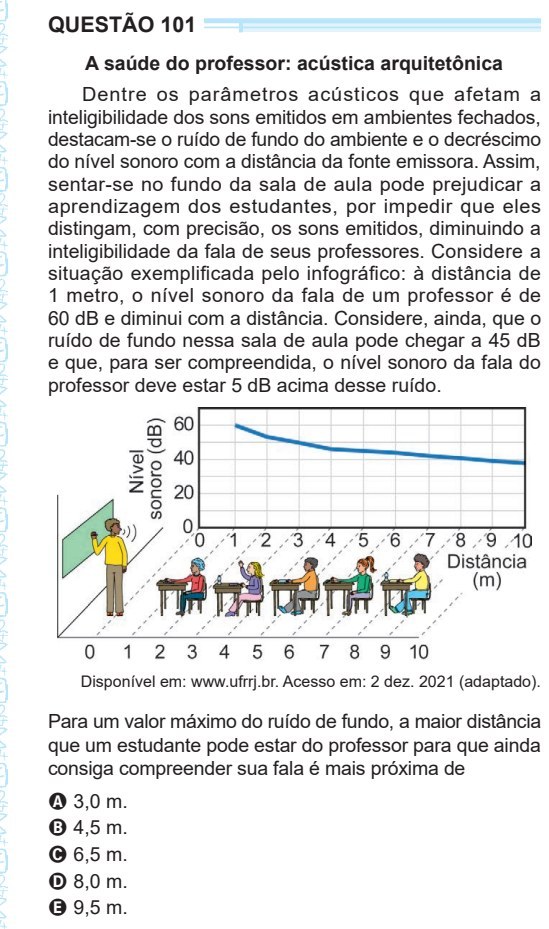 QUESTÃO 101
A saúde do professor: acústica arquitetônica
Dentre os parâmetros acústicos que afetam a
inteligibilidade dos sons emitidos em ambientes fechados,
destacam-se o ruído de fundo do ambiente e o decréscimo
do nível sonoro com a distância da fonte emissora. Assim,
sentar-se no fundo da sala de aula pode prejudicar a
aprendizagem dos estudantes, por impedir que eles
distingam, com precisão, os sons emitidos, diminuindo a
inteligibilidade da fala de seus professores. Considere a
situação exemplificada pelo infográfico: à distância de
1 metro, o nível sonoro da fala de um professor é de
60 dB e diminui com a distância. Considere, ainda, que o
ruído de fundo nessa sala de aula pode chegar a 45 dB
e que, para ser compreendida, o nível sonoro da fala do
professor deve estar 5 dB acima desse ruído.
Nível
sonoro (dB)
60
40
20
0
0 1 2 3 4 5 6 7 8 9 10
Distância
(m)
0 1 2 3 4 5 6 7 8 9 10
Disponível em: www.ufrrj.br. Acesso em: 2 dez. 2021 (adaptado).
Para um valor máximo do ruído de fundo, a maior distância
que um estudante pode estar do professor para que ainda
consiga compreender sua fala é mais próxima de
A 3,0 m.
B 4,5 m.
C 6,5 m.
D 8,0 m.
E 9,5 m.